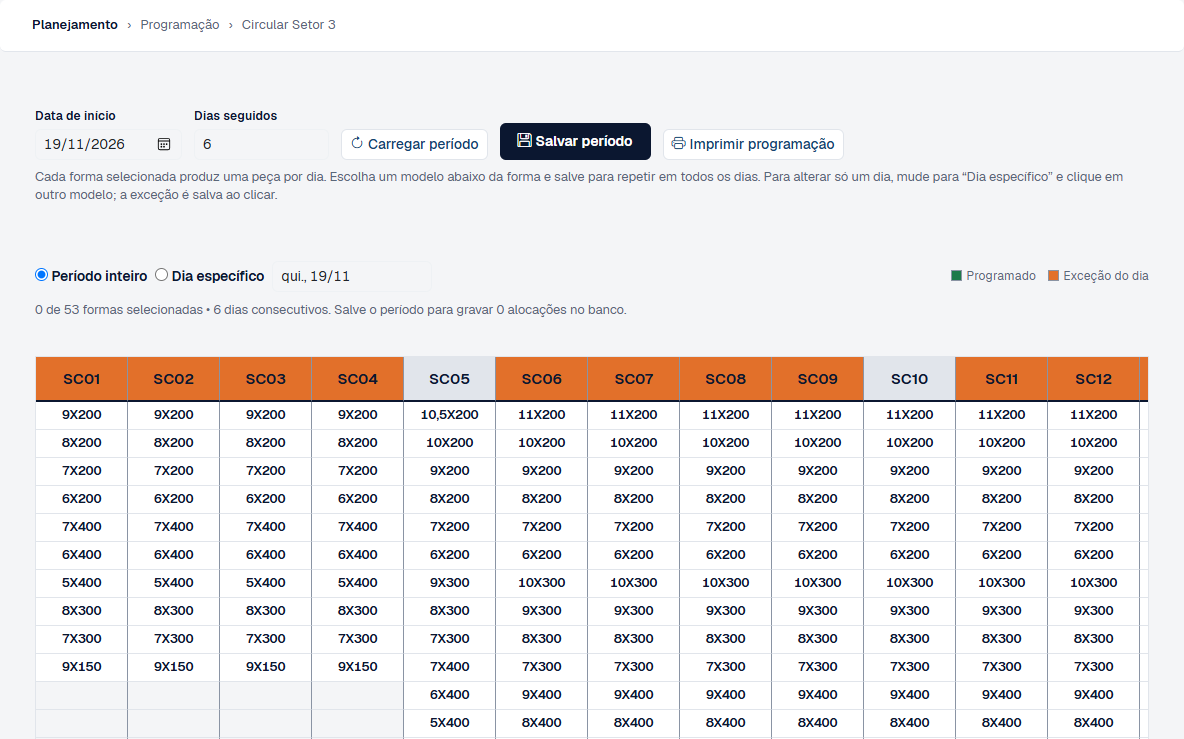 Planejamento › Programação › Circular Setor 3
Data de início Dias seguidos
19/11/2026 6 Carregar período Salvar período Imprimir programação
Cada forma selecionada produz uma peça por dia. Escolha um modelo abaixo da forma e salve para repetir em todos os dias. Para alterar só um dia, mude para “Dia específico” e clique em
outro modelo; a exceção é salva ao clicar.
Período inteiro Dia específico qui., 19/11 Programado Exceção do dia
0 de 53 formas selecionadas • 6 dias consecutivos. Salve o período para gravar 0 alocações no banco.
SC01 SC02 SC03 SC04 SC05 SC06 SC07 SC08 SC09 SC10 SC11 SC12
9X200 9X200 9X200 9X200 10,5X200 11X200 11X200 11X200 11X200 11X200 11X200 11X200
8X200 8X200 8X200 8X200 10X200 10X200 10X200 10X200 10X200 10X200 10X200 10X200
7X200 7X200 7X200 7X200 9X200 9X200 9X200 9X200 9X200 9X200 9X200 9X200
6X200 6X200 6X200 6X200 8X200 8X200 8X200 8X200 8X200 8X200 8X200 8X200
7X400 7X400 7X400 7X400 7X200 7X200 7X200 7X200 7X200 7X200 7X200 7X200
6X400 6X400 6X400 6X400 6X200 6X200 6X200 6X200 6X200 6X200 6X200 6X200
5X400 5X400 5X400 5X400 9X300 10X300 10X300 10X300 10X300 10X300 10X300 10X300
8X300 8X300 8X300 8X300 8X300 9X300 9X300 9X300 9X300 9X300 9X300 9X300
7X300 7X300 7X300 7X300 7X300 8X300 8X300 8X300 8X300 8X300 8X300 8X300
9X150 9X150 9X150 9X150 7X400 7X300 7X300 7X300 7X300 7X300 7X300 7X300
6X400 9X400 9X400 9X400 9X400 9X400 9X400 9X400
5X400 8X400 8X400 8X400 8X400 8X400 8X400 8X400